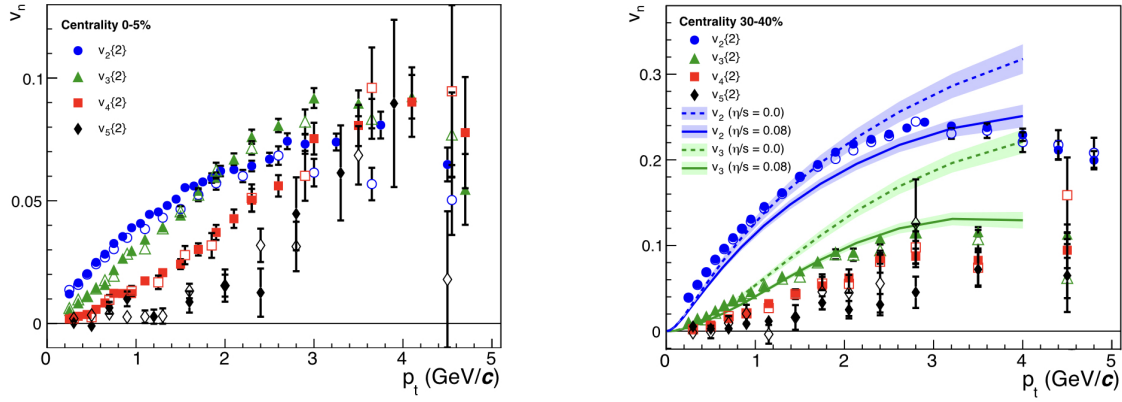 v_n
Centrality 0-5%
v_2{2}
v_3{2}
v_4{2}
v_5{2}
0.1
0.05
0
0 1 2 3 4 5
p_t (GeV/c)
v_n
Centrality 30-40%
v_2{2}
v_3{2}
v_4{2}
v_5{2}
v_2 (η/s = 0.0)
v_2 (η/s = 0.08)
v_3 (η/s = 0.0)
v_3 (η/s = 0.08)
0.3
0.2
0.1
0
0 1 2 3 4 5
p_t (GeV/c)